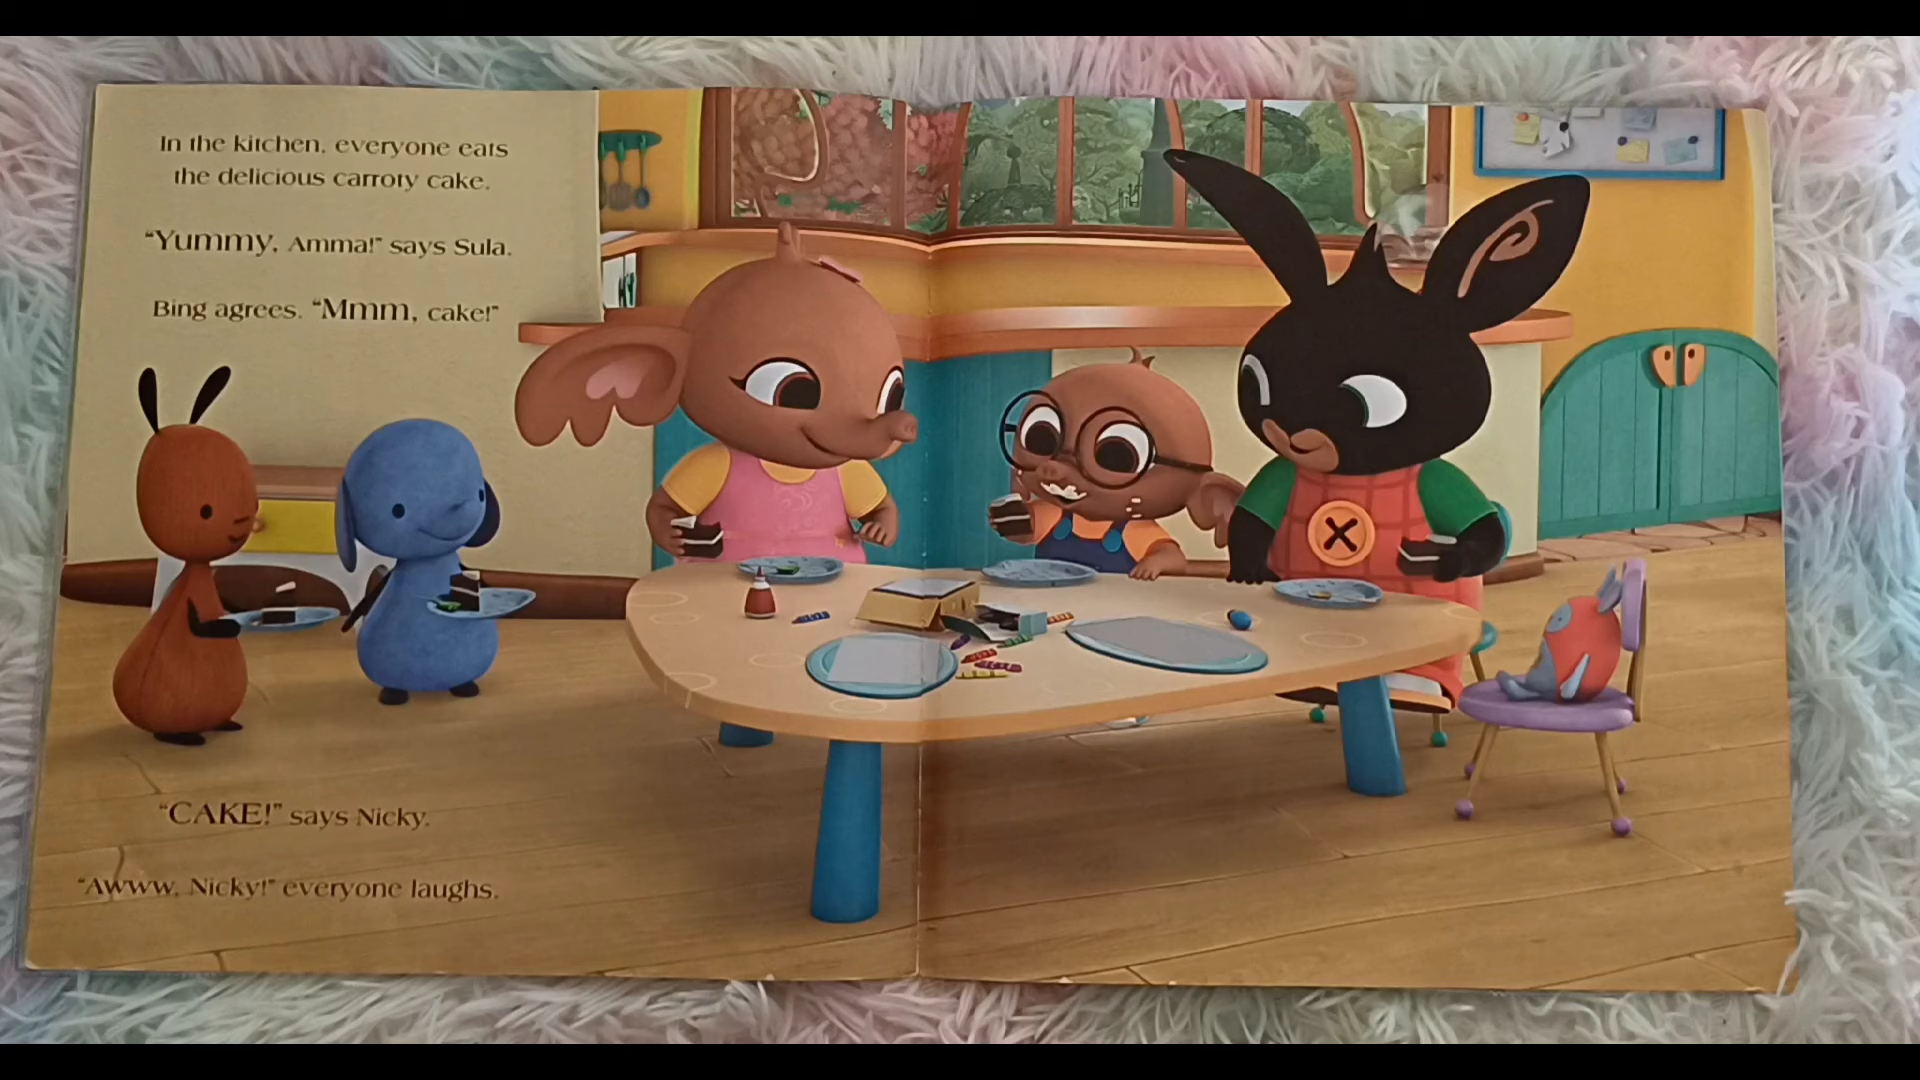 In the kitchen, everyone eats
the delicious carroty cake.
“Yummy, Amma!” says Sula.
Bing agrees. “Mmm, cake!”
“CAKE!” says Nicky.
“Awww, Nicky!” everyone laughs.